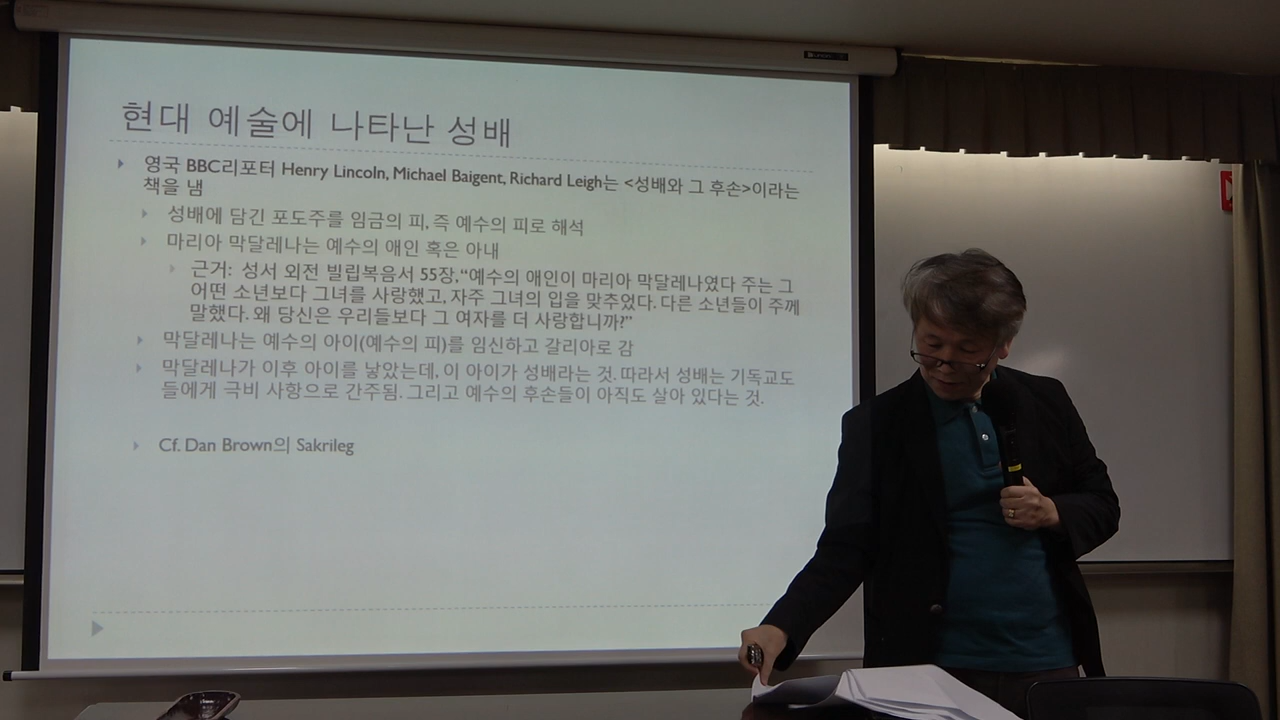 현대 예술에 나타난 성배
영국 BBC리포터 Henry Lincoln, Michael Baigent, Richard Leigh는 <성배와 그 후손>이라는
책을 냄
성배에 담긴 포도주를 임금의 피, 즉 예수의 피로 해석
마리아 막달레나는 예수의 애인 혹은 아내
근거: 성서 외전 빌립복음서 55장,“예수의 애인이 마리아 막달레나였다 주는 그
어떤 소년보다 그녀를 사랑했고, 자주 그녀의 입을 맞추었다. 다른 소년들이 주께
말했다. 왜 당신은 우리들보다 그 여자를 더 사랑합니까?”
막달레나는 예수의 아이(예수의 피)를 임신하고 갈리아로 감
막달레나가 이후 아이를 낳았는데, 이 아이가 성배라는 것. 따라서 성배는 기독교도
들에게 극비 사항으로 간주됨. 그리고 예수의 후손들이 아직도 살아 있다는 것.
Cf. Dan Brown의 Sakrileg